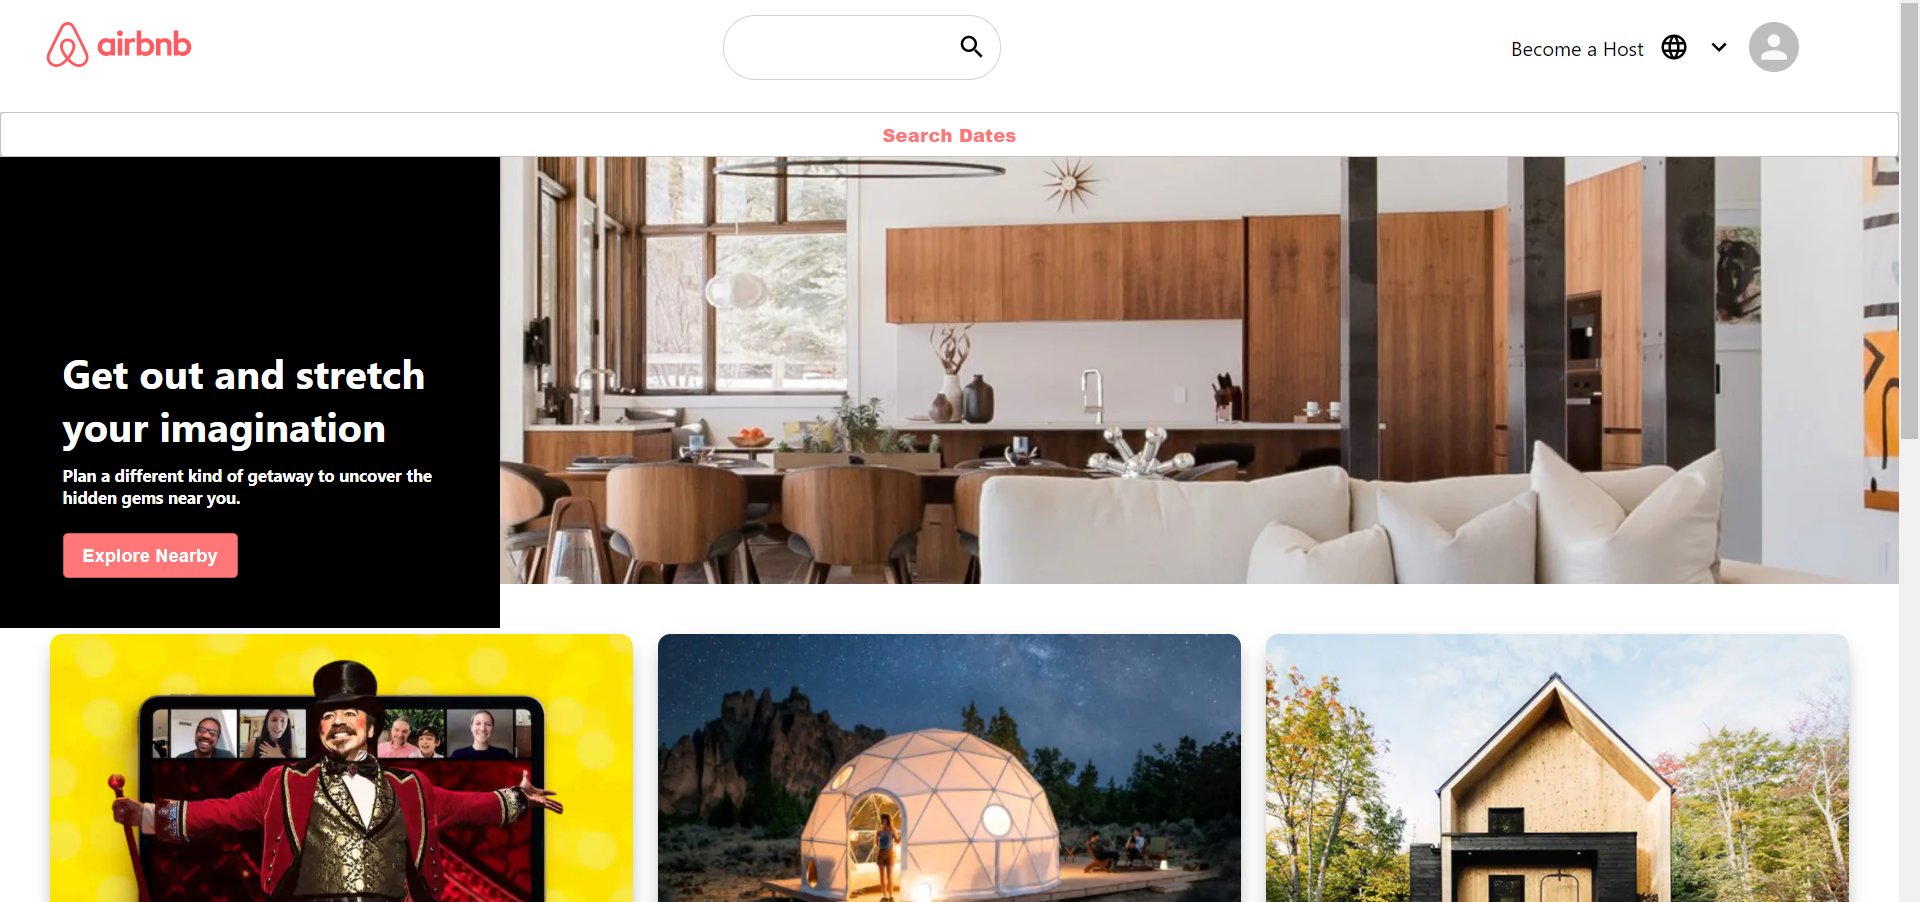 airbnb
Become a Host
Search Dates
Get out and stretch
your imagination
Plan a different kind of getaway to uncover the
hidden gems near you.
Explore Nearby